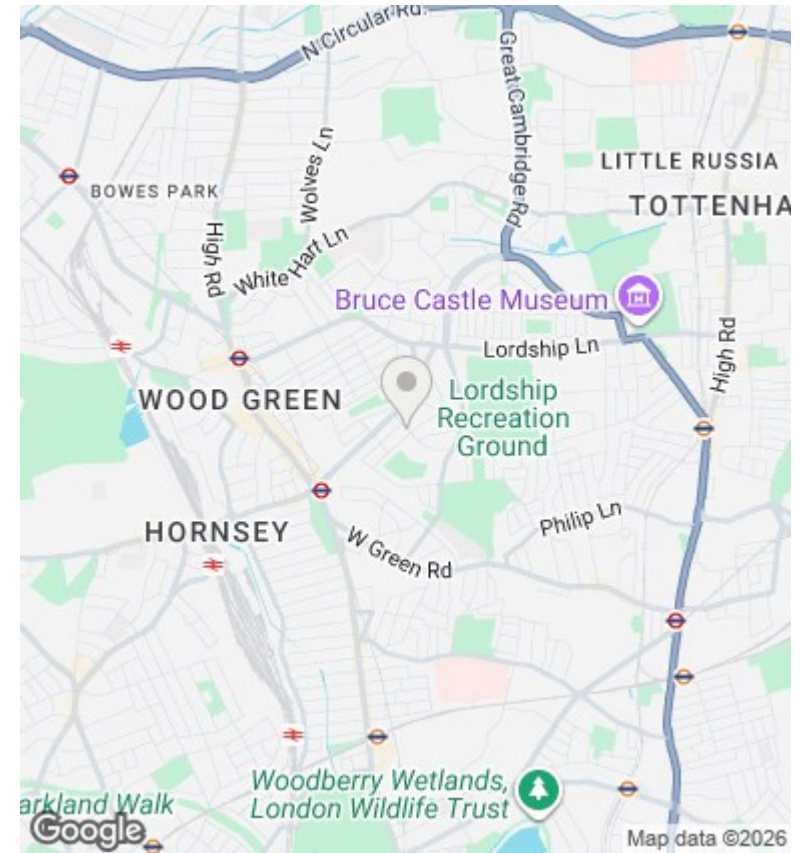 N Circular Rd.
Great Cambridge Rd
Wolves Ln
LITTLE RUSSIA
BOWES PARK
TOTTENHA
High Rd
White Hart Ln
Bruce Castle Museum
Lordship Ln
High Rd
WOOD GREEN
Lordship
Recreation
Ground
Philip Ln
HORNSEY
W Green Rd
Woodberry Wetlands,
London Wildlife Trust
arkland Walk
Google
Map data ©2026